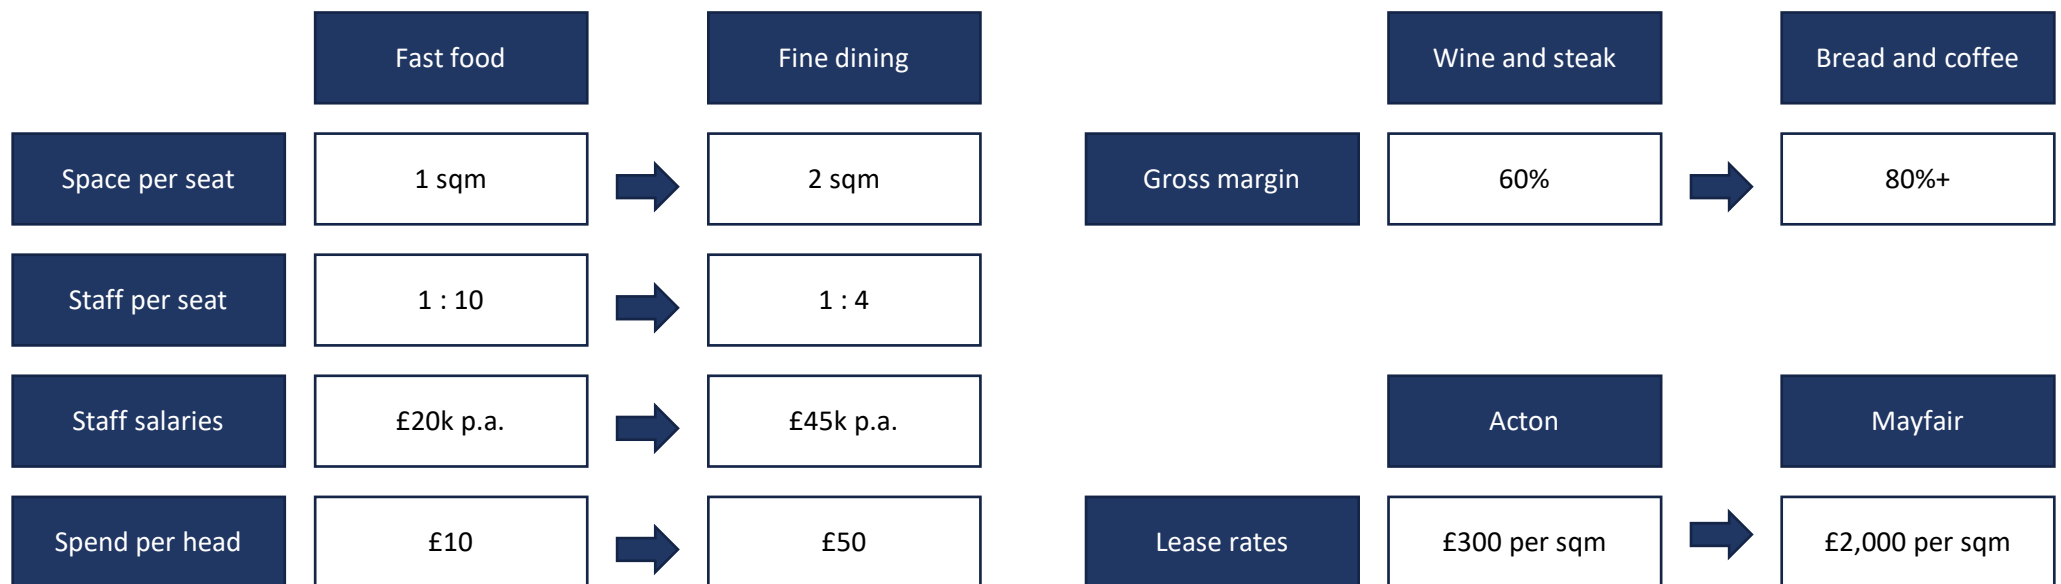 Fast food
Fine dining
Space per seat
1 sqm
2 sqm
Staff per seat
1 : 10
1 : 4
Staff salaries
£20k p.a.
£45k p.a.
Spend per head
£10
£50
Wine and steak
Bread and coffee
Gross margin
60%
80%+
Acton
Mayfair
Lease rates
£300 per sqm
£2,000 per sqm